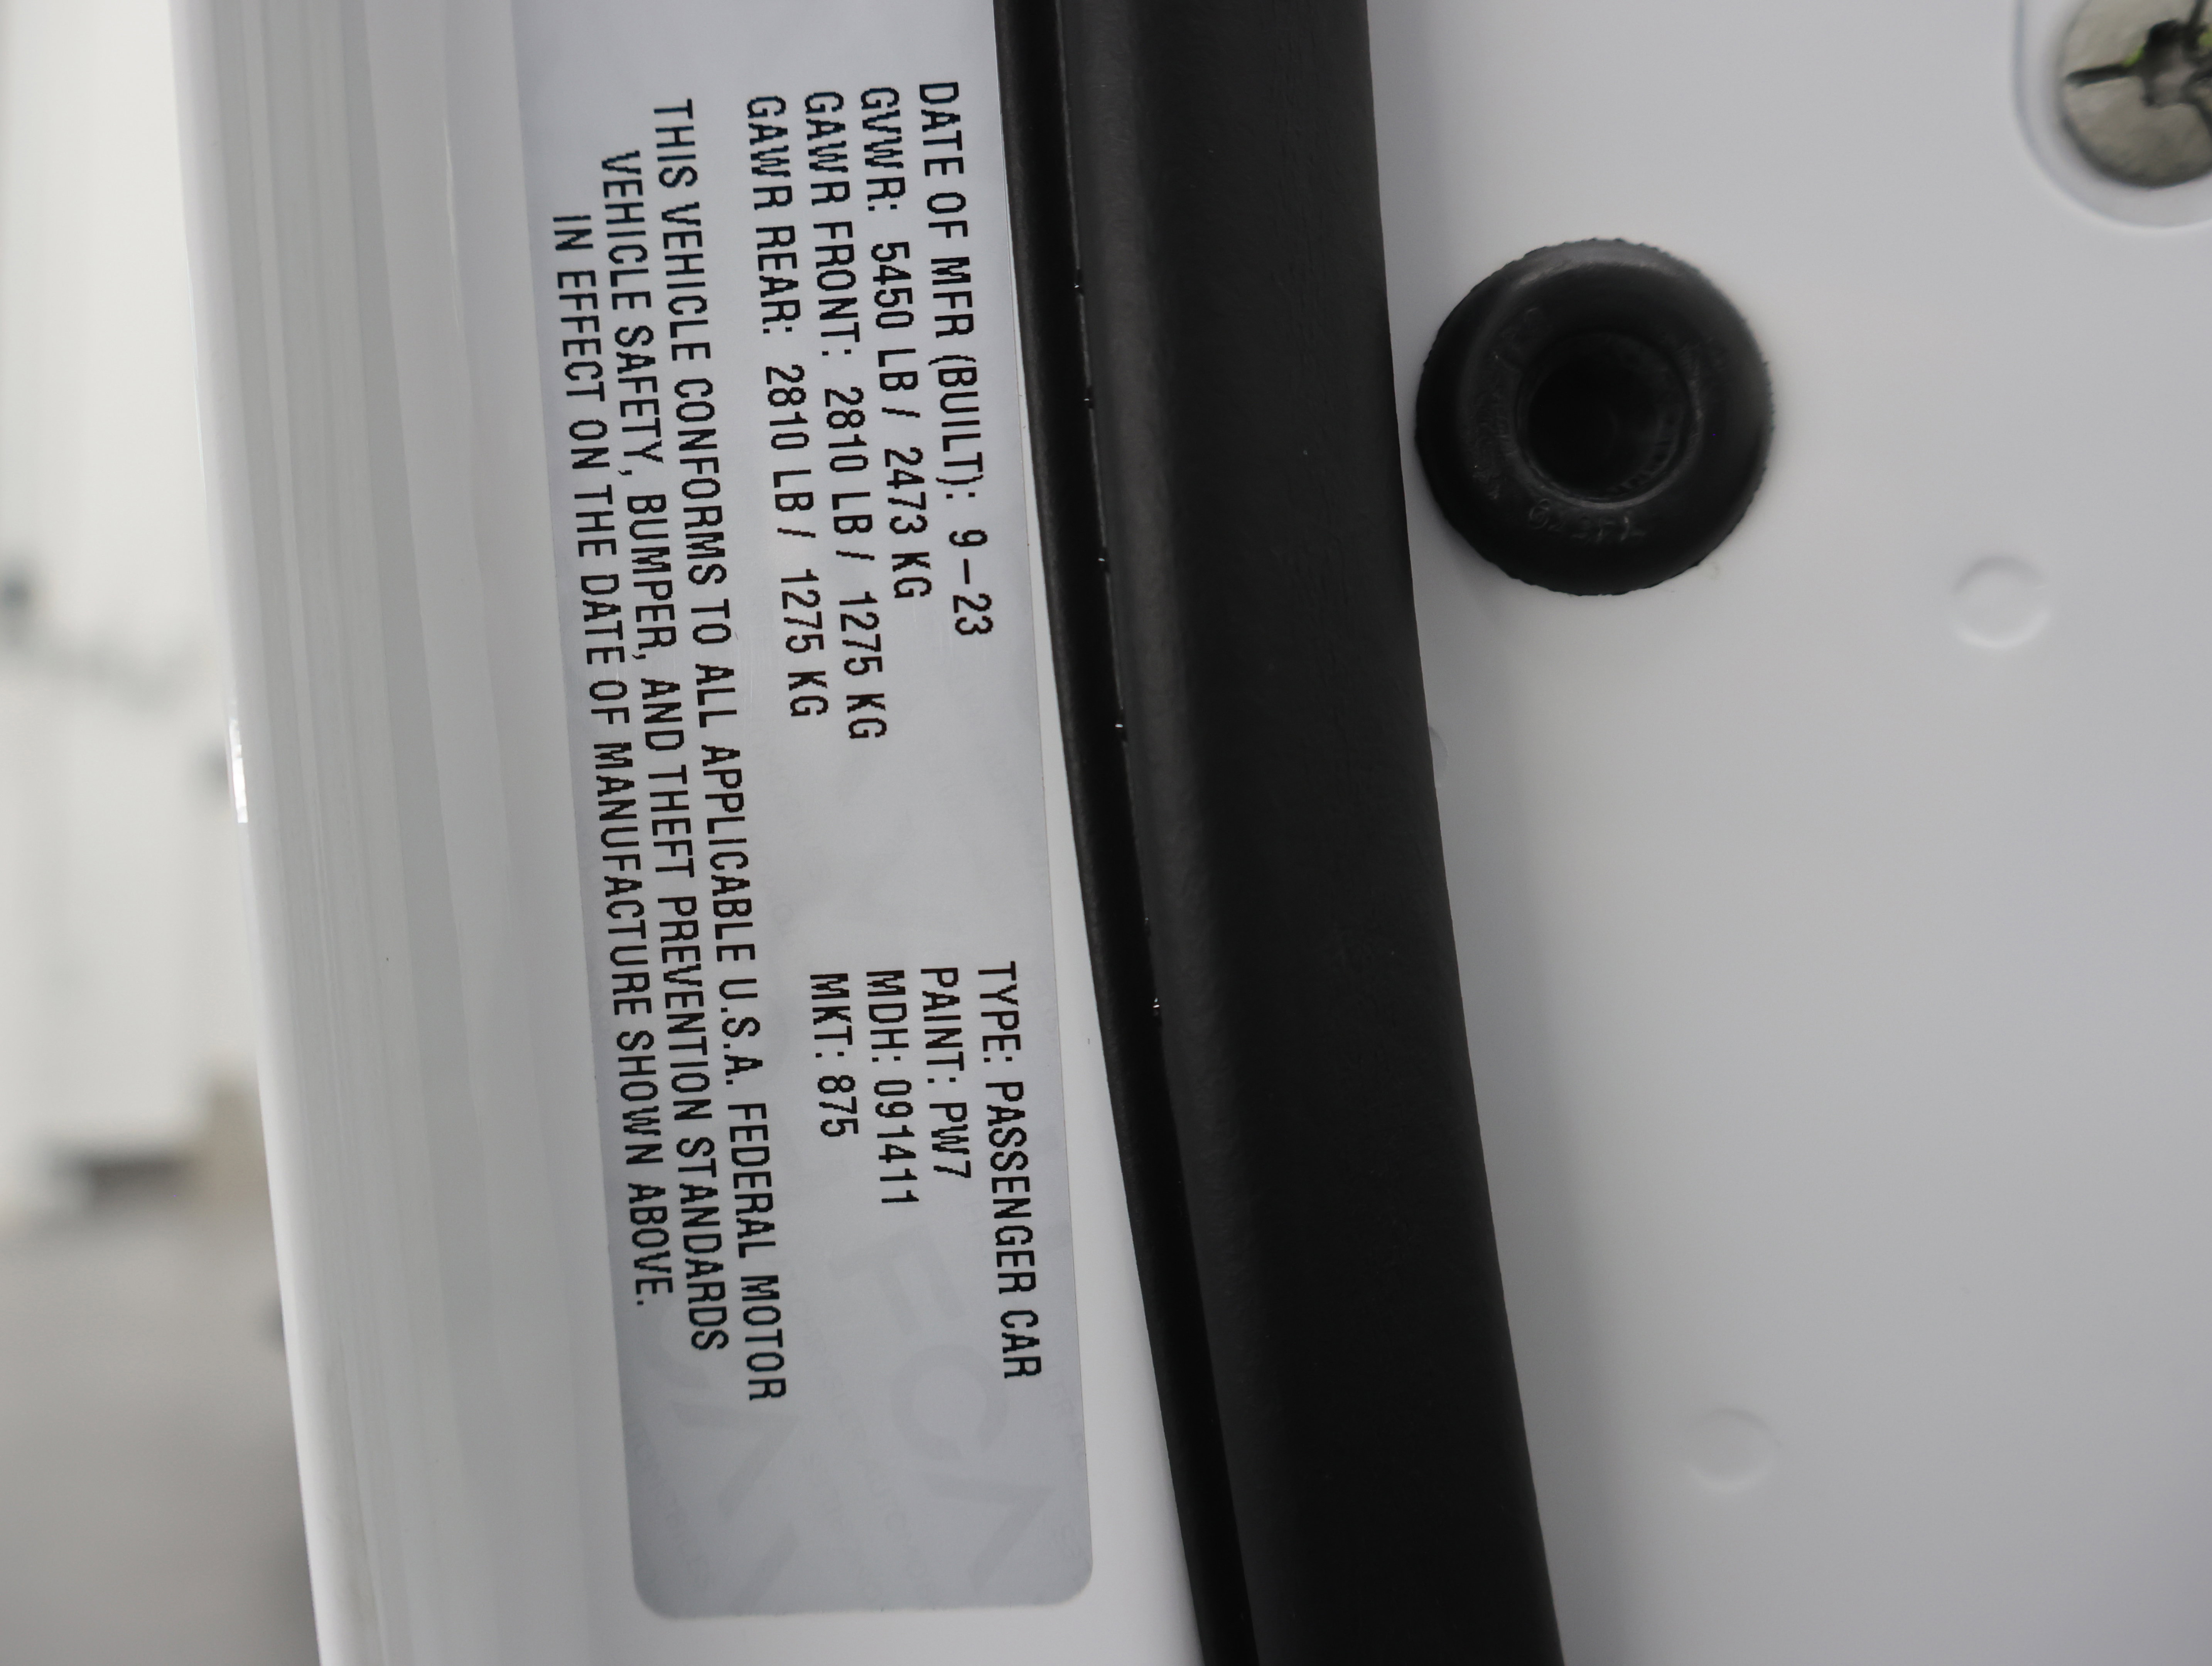 DATE OF MFR (BUILT): 9-23
GVWR: 5450 LB / 2473 KG
GAWR FRONT: 2810 LB / 1275 KG
GAWR REAR: 2810 LB / 1275 KG
TYPE: PASSENGER CAR
PAINT: PW7
MDH: 091411
MKT: 875
THIS VEHICLE CONFORMS TO ALL APPLICABLE U.S.A. FEDERAL MOTOR
VEHICLE SAFETY, BUMPER, AND THEFT PREVENTION STANDARDS
IN EFFECT ON THE DATE OF MANUFACTURE SHOWN ABOVE.
FCA